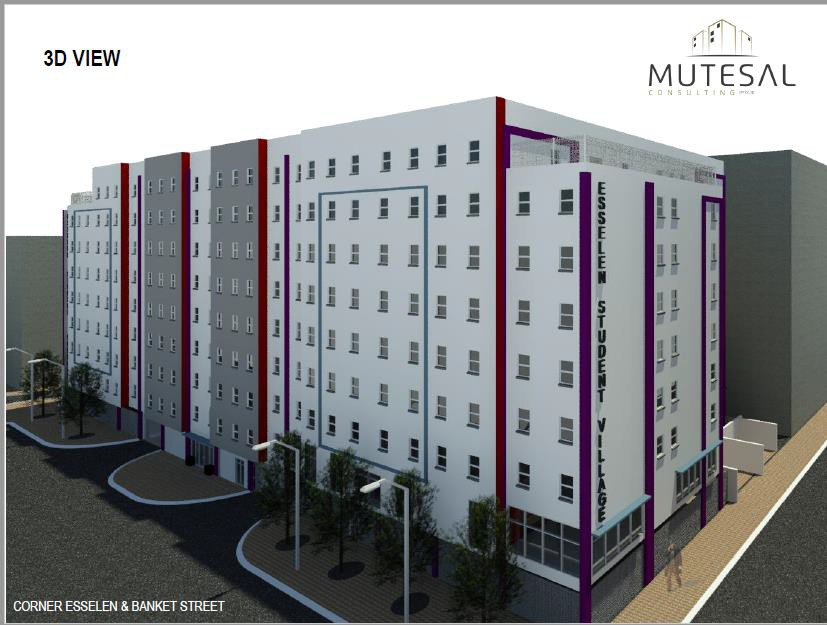 3D VIEW
MUTESAL
CONSULTING
ESSELEN STUDENT VILLAGE
CORNER ESSELEN & BANKET STREET